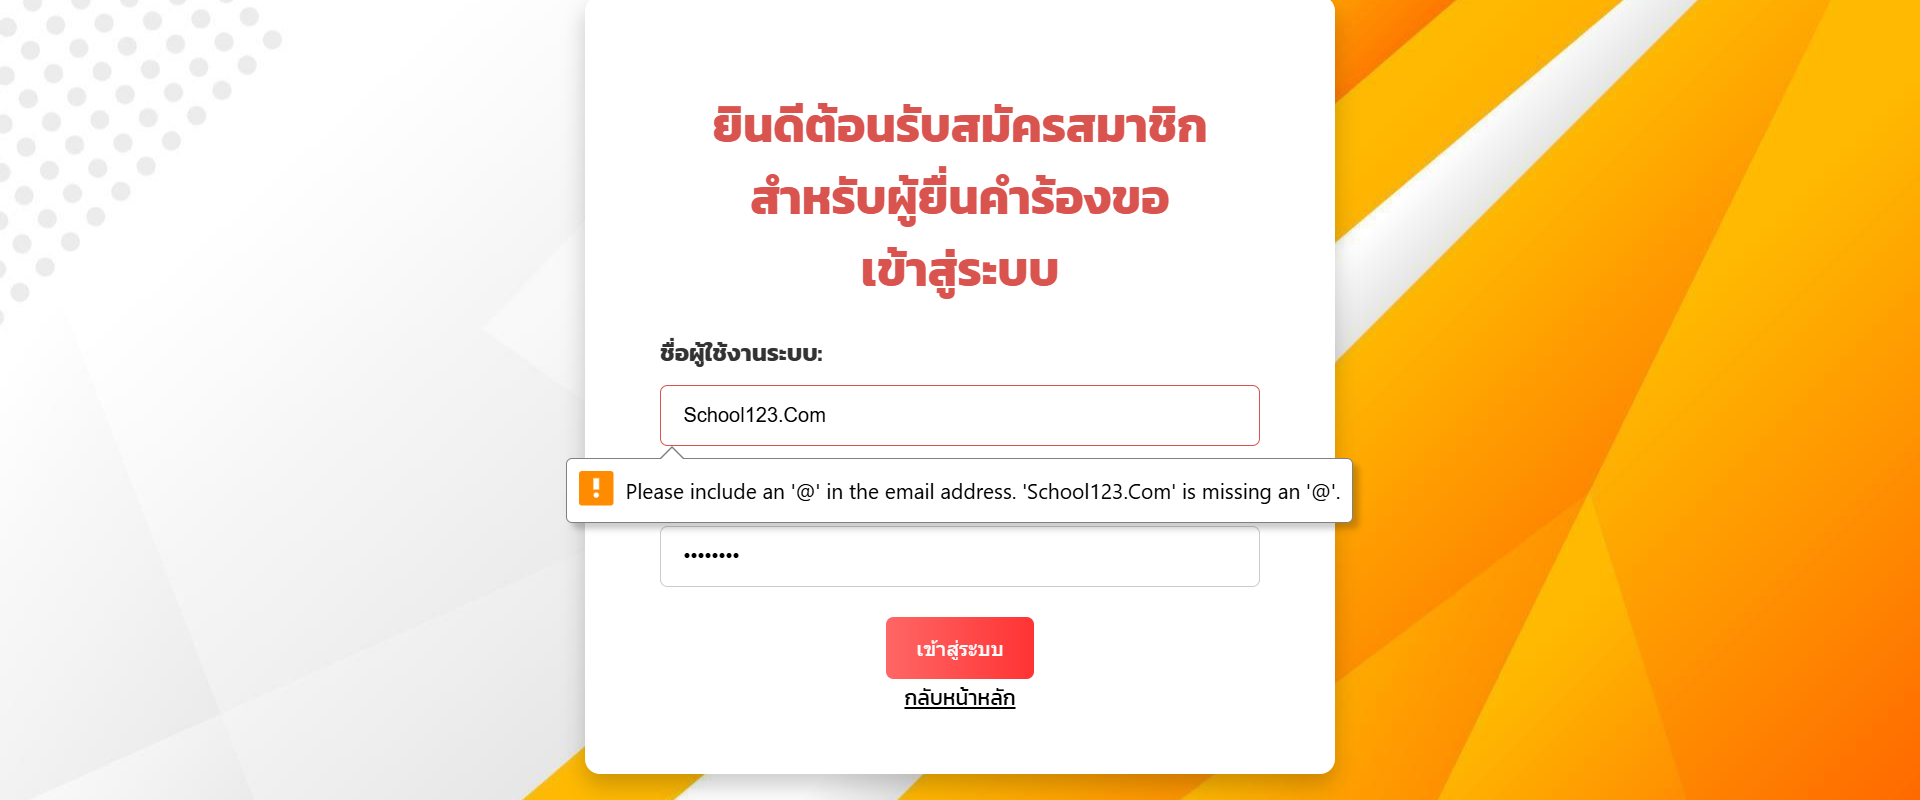 ยินดีต้อนรับสมัครสมาชิก
สำหรับผู้ยื่นคำร้องขอ
เข้าสู่ระบบ
ชื่อผู้ใช้งานระบบ:
School123.Com
Please include an '@' in the email address. 'School123.Com' is missing an '@'.
••••••••
เข้าสู่ระบบ
กลับหน้าหลัก